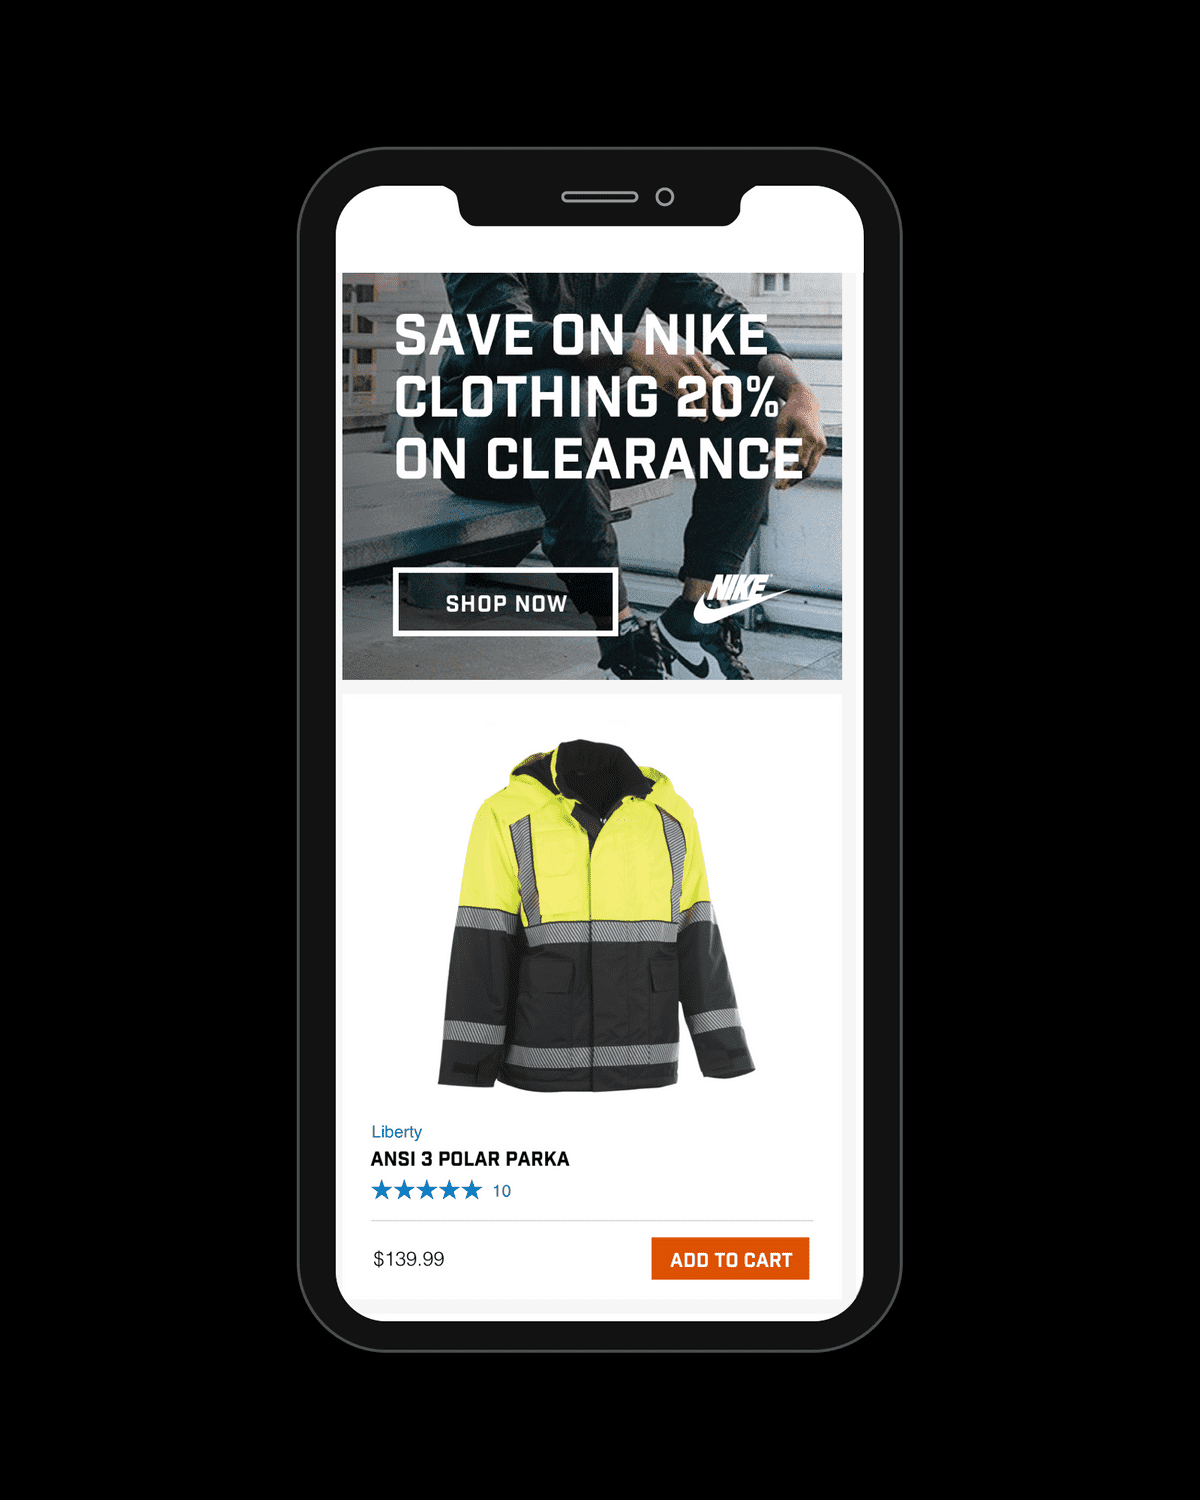 SAVE ON NIKE
CLOTHING 20%
ON CLEARANCE
SHOP NOW
NIKE
Liberty
ANSI 3 POLAR PARKA
10
$139.99
ADD TO CART